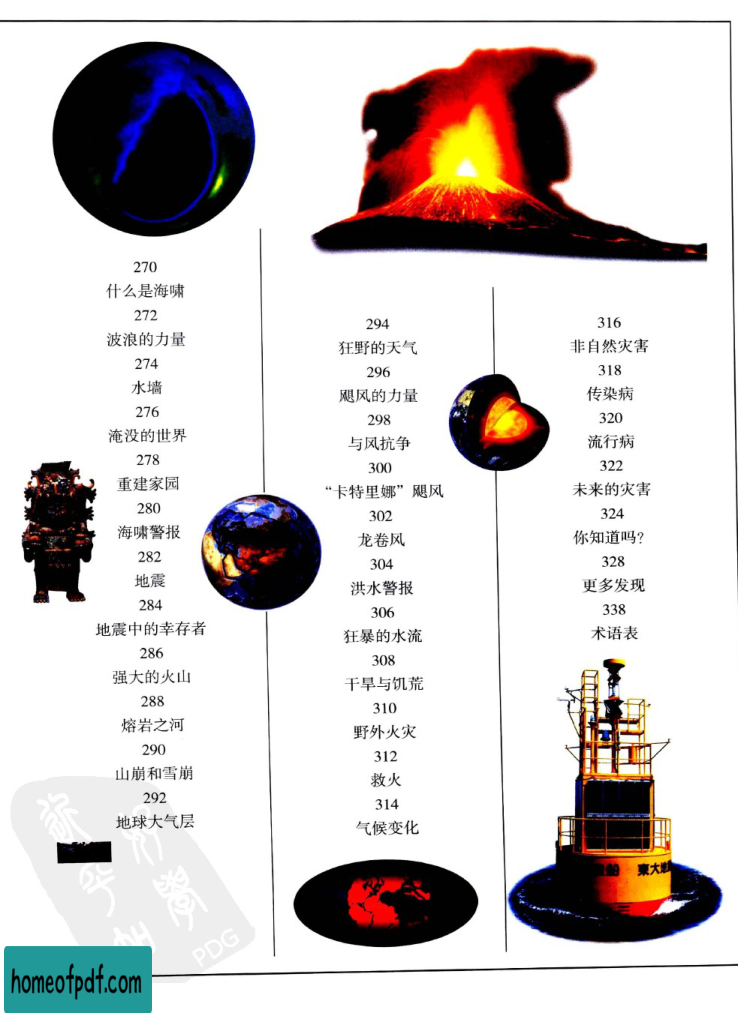 270
什么是海啸
272
波浪的力量
274
水墙
276
淹没的世界
278
重建家园
280
海啸警报
282
地震
284
地震中的幸存者
286
强大的火山
288
熔岩之河
290
山崩和雪崩
292
地球大气层
294
狂野的天气
296
飓风的力量
298
与风抗争
300
“卡特里娜”飓风
302
龙卷风
304
洪水警报
306
狂暴的水流
308
干旱与饥荒
310
野外火灾
312
救火
314
气候变化
316
非自然灾害
318
传染病
320
流行病
322
未来的灾害
324
你知道吗?
328
更多发现
338
术语表
船 東大地
PDG
homeofpdf.com